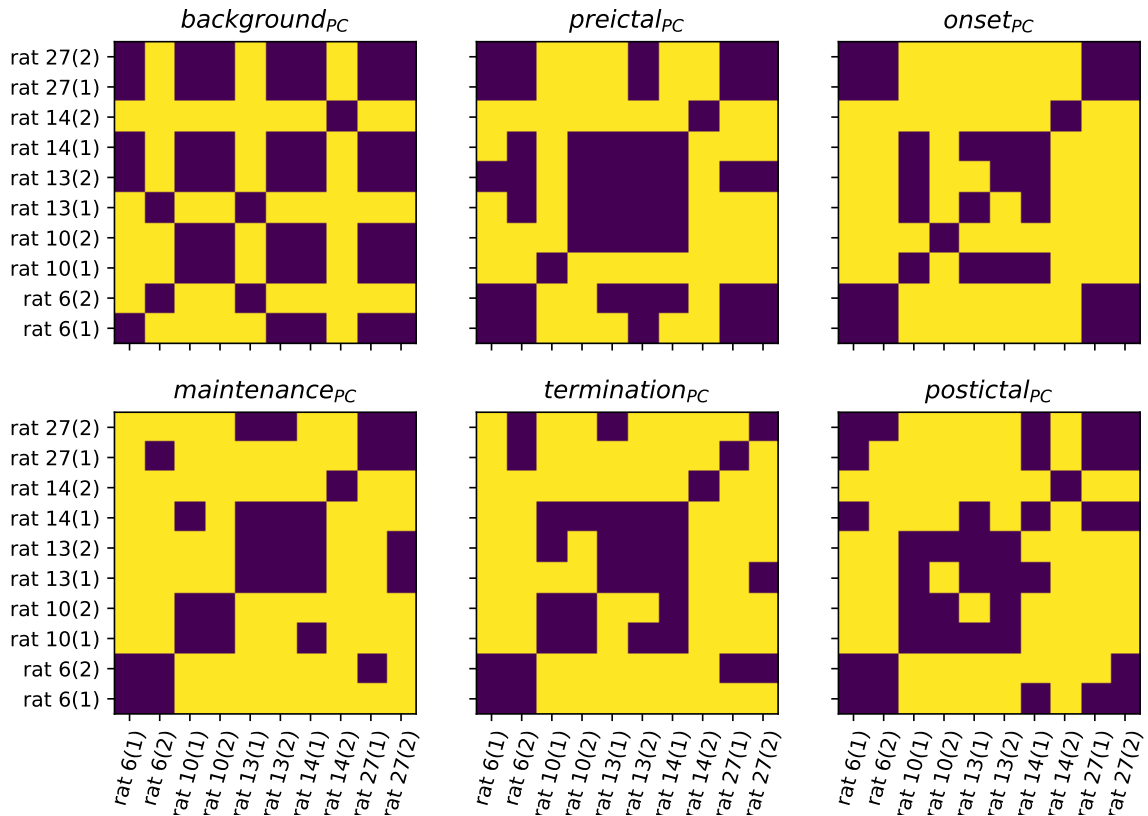 background_PC
preictal_PC
onset_PC
rat 27(2)
rat 27(1)
rat 14(2)
rat 14(1)
rat 13(2)
rat 13(1)
rat 10(2)
rat 10(1)
rat 6(2)
rat 6(1)
maintenance_PC
termination_PC
postictal_PC
rat 27(2)
rat 27(1)
rat 14(2)
rat 14(1)
rat 13(2)
rat 13(1)
rat 10(2)
rat 10(1)
rat 6(2)
rat 6(1)
rat 6(1)
rat 6(2)
rat 10(1)
rat 10(2)
rat 13(1)
rat 13(2)
rat 14(1)
rat 14(2)
rat 27(1)
rat 27(2)
rat 6(1)
rat 6(2)
rat 10(1)
rat 10(2)
rat 13(1)
rat 13(2)
rat 14(1)
rat 14(2)
rat 27(1)
rat 27(2)
rat 6(1)
rat 6(2)
rat 10(1)
rat 10(2)
rat 13(1)
rat 13(2)
rat 14(1)
rat 14(2)
rat 27(1)
rat 27(2)